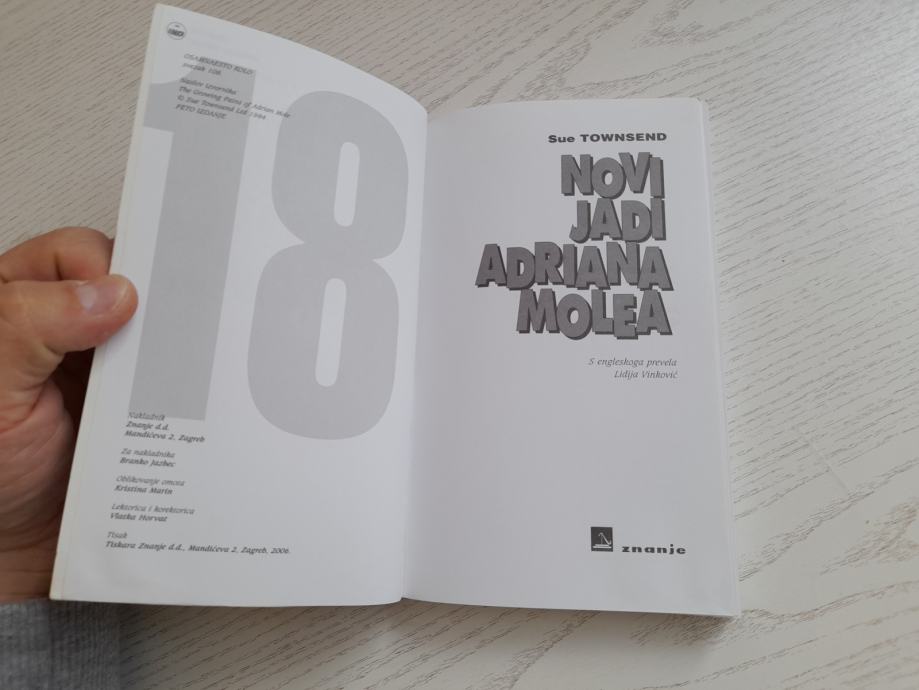 OSAMNAESTO KOLO
svezak 108
Naslov izvornika
The Growing Pains of Adrian Mole
© Sue Townsend Ltd 1984
PETO IZDANJE
18
Nakladnik
Znanje d.d.
Mandićeva 2, Zagreb
Za nakladnika
Branko Jazbec
Oblikovanje omota
Kristina Marin
Lektorica i korektorica
Vlatka Horvat
Tisak
Tiskara Znanje d.d., Mandićeva 2, Zagreb, 2006.
Sue TOWNSEND
NOVI
JADI
ADRIANA
MOLEA
S engleskoga prevela
Lidija Vinković
znanje